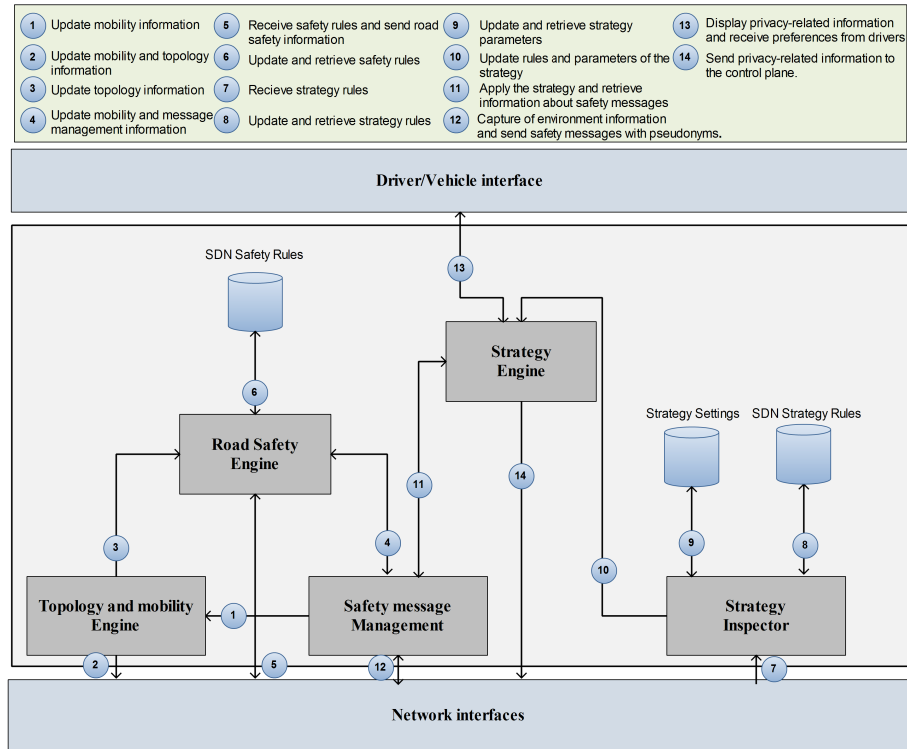 1 Update mobility information
2 Update mobility and topology
information
3 Update topology information
4 Update mobility and message
management information
5 Receive safety rules and send road
safety information
6 Update and retrieve safety rules
7 Recieve strategy rules
8 Update and retrieve strategy rules
9 Update and retrieve strategy
parameters
10 Update rules and parameters of the
strategy
11 Apply the strategy and retrieve
information about safety messages
12 Capture of environment information
and send safety messages with pseudonyms.
13 Display privacy-related information
and receive preferences from drivers
14 Send privacy-related information to
the control plane.
Driver/Vehicle interface
SDN Safety Rules
13
Strategy
Engine
6
Strategy Settings
SDN Strategy Rules
Road Safety
Engine
11
14
3
4
9
8
10
Topology and mobility
Engine
1
Safety message
Management
Strategy
Inspector
2
5
12
7
Network interfaces